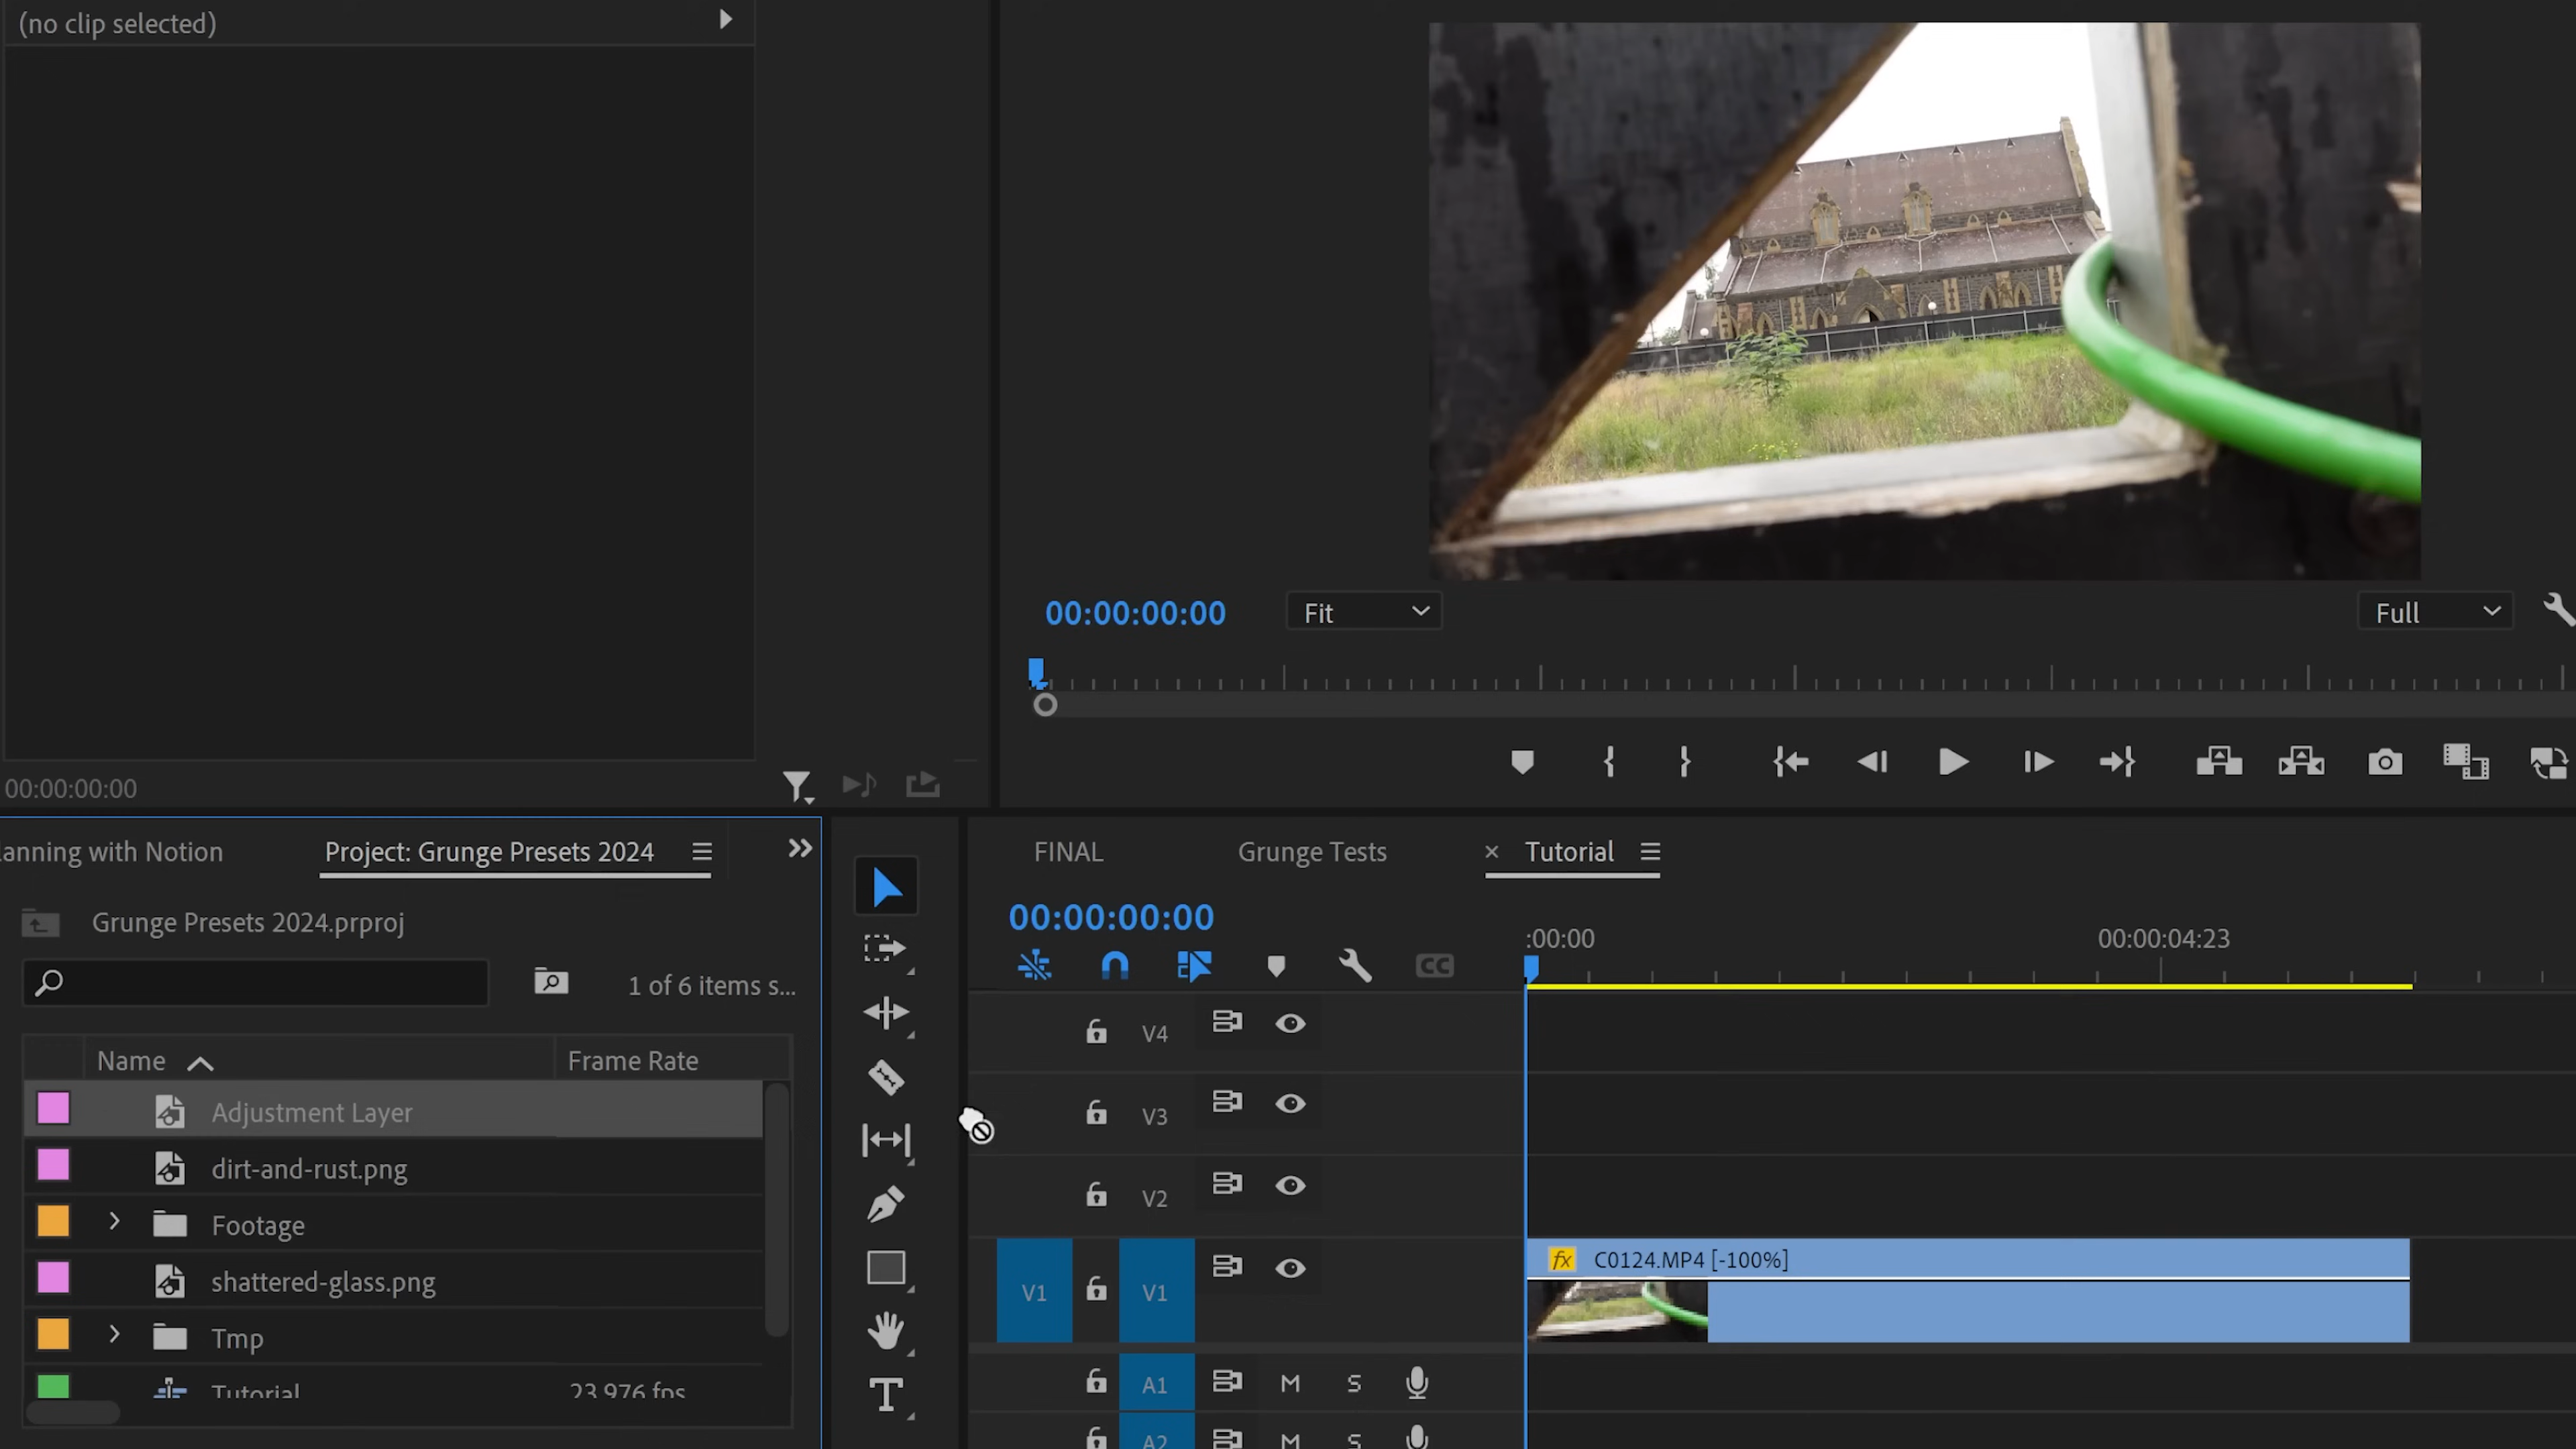 (no clip selected)
00:00:00:00
Fit
Full
00:00:00:00
anning with Notion
Project: Grunge Presets 2024
FINAL
Grunge Tests
Tutorial
Grunge Presets 2024.prproj
00:00:00:00
:00:00
00:00:04:23
1 of 6 items s...
CC
Name
Frame Rate
V4
Adjustment Layer
V3
dirt-and-rust.png
V2
Footage
fx C0124.MP4 [-100%]
shattered-glass.png
V1
V1
Tmp
Tutorial
23.976 fps
A1
M
S
T
A2
M
S